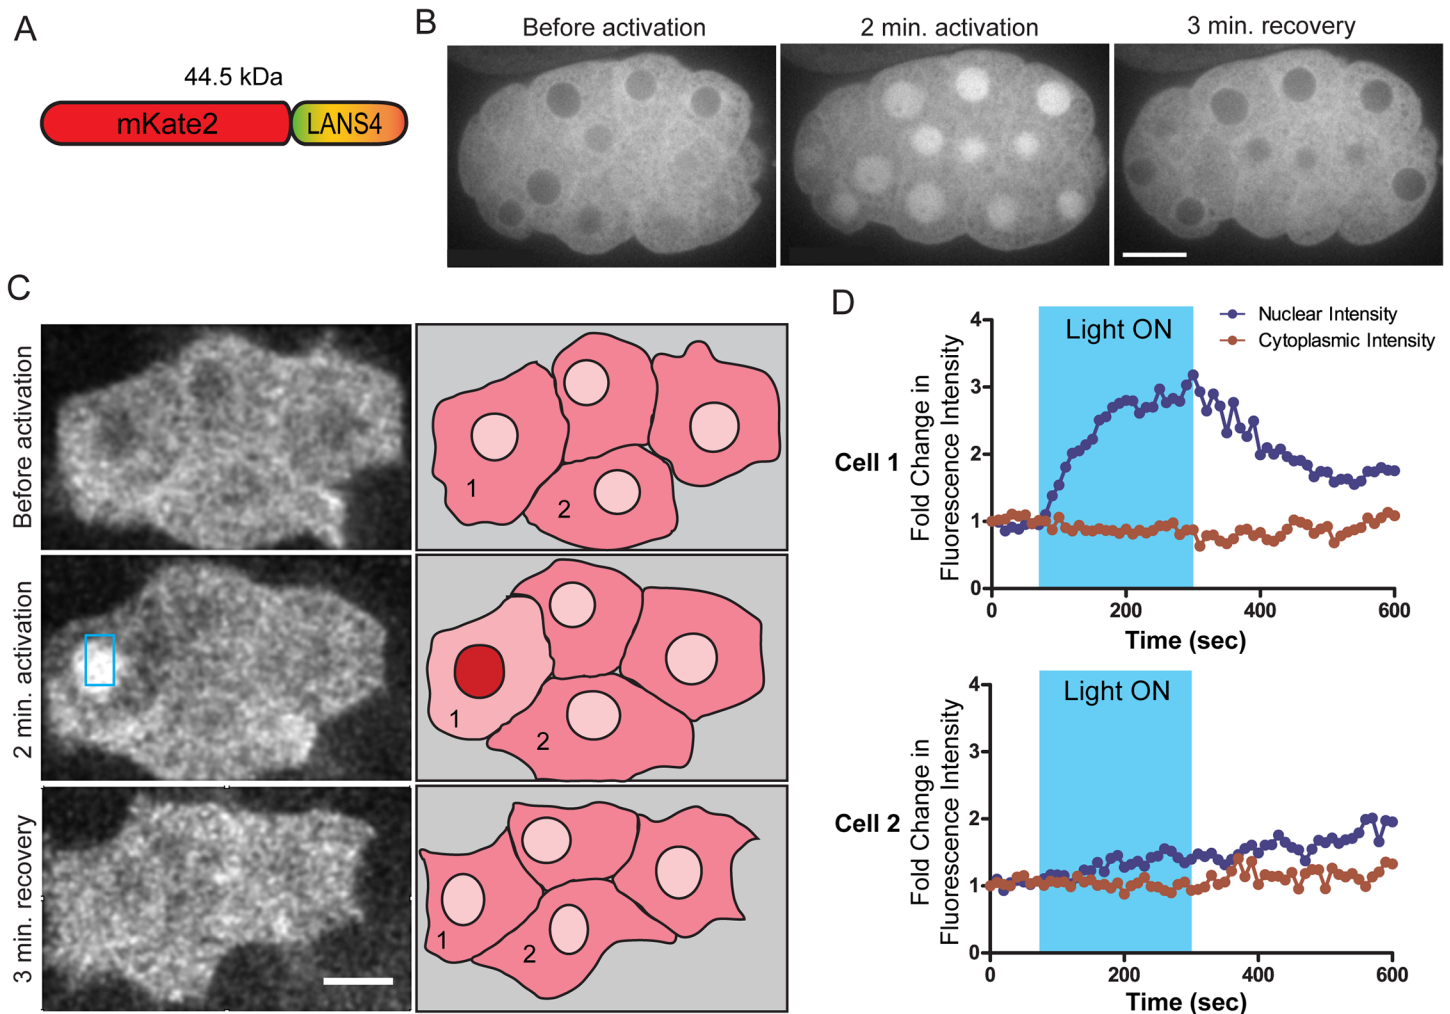 A
44.5 kDa
mKate2
LANS4
B
Before activation
2 min. activation
3 min. recovery
C
Before activation
1
2
2 min. activation
1
2
3 min. recovery
1
2
D
Nuclear Intensity
Cytoplasmic Intensity
Light ON
Cell 1
Fold Change in
Fluorescence Intensity
4
3
2
1
0
0
200
400
600
Time (sec)
Light ON
Cell 2
Fold Change in
Fluorescence Intensity
4
3
2
1
0
0
200
400
600
Time (sec)